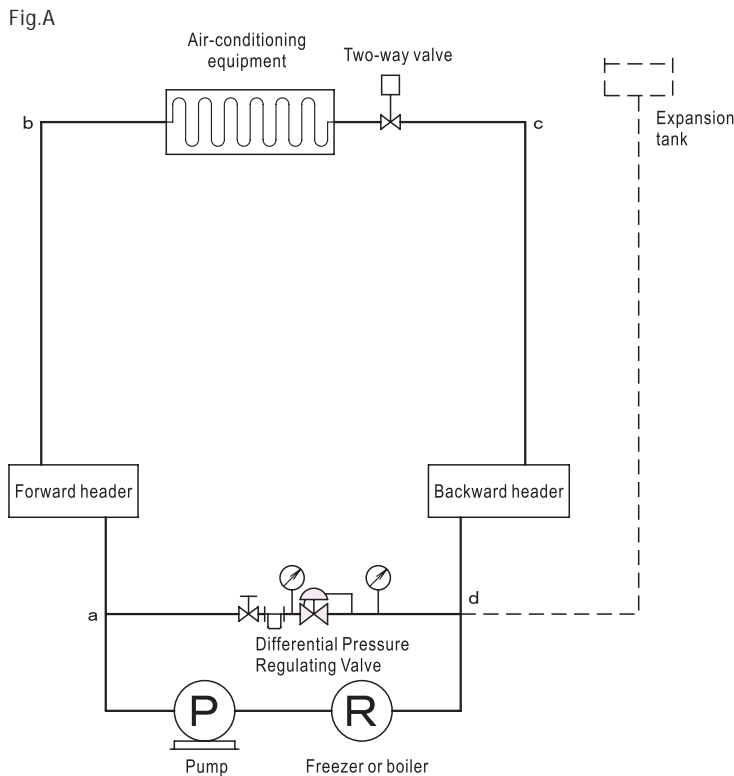 Fig.A
Air-conditioning
equipment
Two-way valve
b
c
Expansion
tank
Forward header
Backward header
a
d
Differential Pressure
Regulating Valve
P
R
Pump
Freezer or boiler